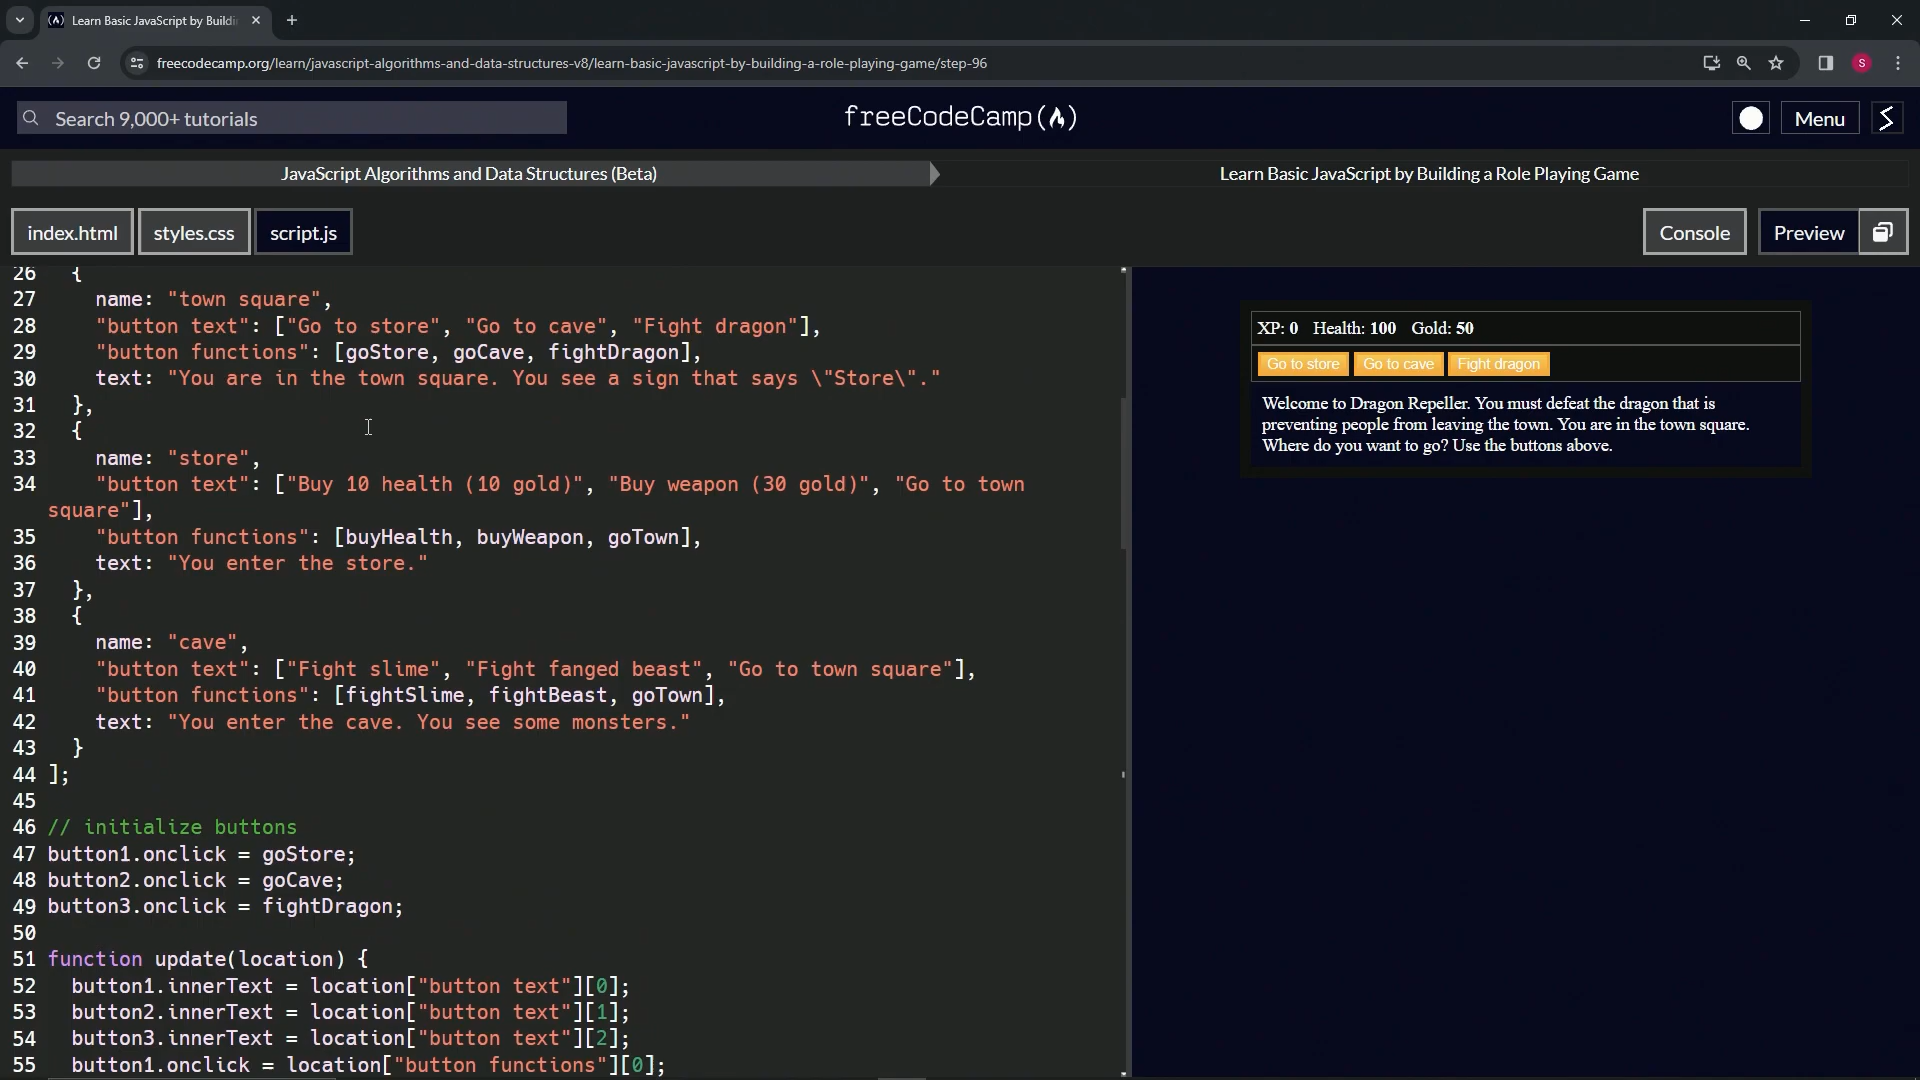 Learn Basic JavaScript by Buildi
freecodecamp.org/learn/javascript-algorithms-and-data-structures-v8/learn-basic-javascript-by-building-a-role-playing-game/step-96
S
Search 9,000+ tutorials
freeCodeCamp
Menu
JavaScript Algorithms and Data Structures (Beta)
Learn Basic JavaScript by Building a Role Playing Game
index.html
styles.css
script.js
Console
Preview
26   {
27     name: "town square",
28     "button text": ["Go to store", "Go to cave", "Fight dragon"],
29     "button functions": [goStore, goCave, fightDragon],
30     text: "You are in the town square. You see a sign that says \"Store\"."
31   },
32   {
33     name: "store",
34     "button text": ["Buy 10 health (10 gold)", "Buy weapon (30 gold)", "Go to town
square"],
35     "button functions": [buyHealth, buyWeapon, goTown],
36     text: "You enter the store."
37   },
38   {
39     name: "cave",
40     "button text": ["Fight slime", "Fight fanged beast", "Go to town square"],
41     "button functions": [fightSlime, fightBeast, goTown],
42     text: "You enter the cave. You see some monsters."
43   }
44 ];
45
46 // initialize buttons
47 button1.onclick = goStore;
48 button2.onclick = goCave;
49 button3.onclick = fightDragon;
50
51 function update(location) {
52   button1.innerText = location["button text"][0];
53   button2.innerText = location["button text"][1];
54   button3.innerText = location["button text"][2];
55   button1.onclick = location["button functions"][0];
XP: 0 Health: 100 Gold: 50
Go to store
Go to cave
Fight dragon
Welcome to Dragon Repeller. You must defeat the dragon that is
preventing people from leaving the town. You are in the town square.
Where do you want to go? Use the buttons above.